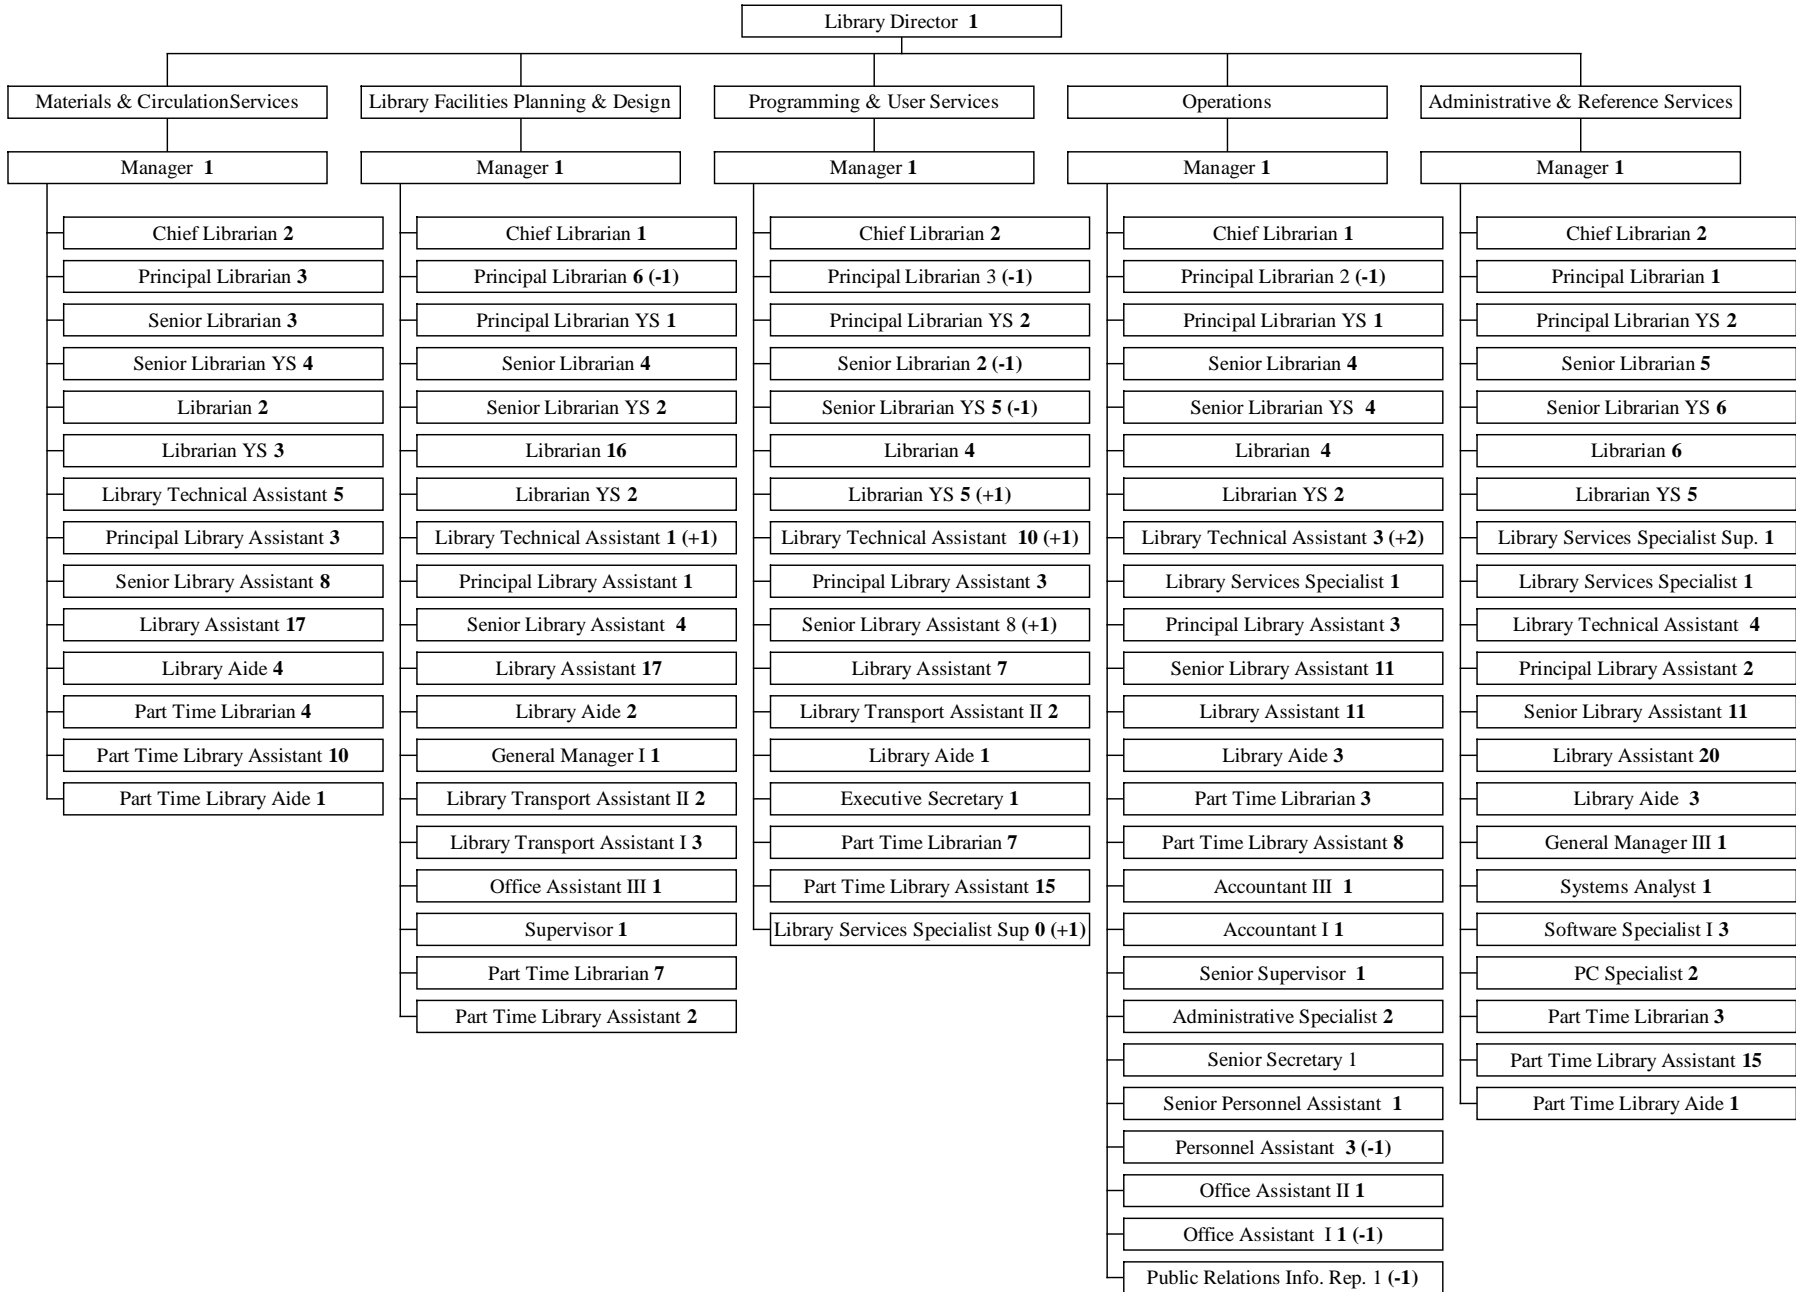 Library Director 1
Materials & CirculationServices
Manager 1
Chief Librarian 2
Principal Librarian 3
Senior Librarian 3
Senior Librarian YS 4
Librarian 2
Librarian YS 3
Library Technical Assistant 5
Principal Library Assistant 3
Senior Library Assistant 8
Library Assistant 17
Library Aide 4
Part Time Librarian 4
Part Time Library Assistant 10
Part Time Library Aide 1
Library Facilities Planning & Design
Manager 1
Chief Librarian 1
Principal Librarian 6 (-1)
Principal Librarian YS 1
Senior Librarian 4
Senior Librarian YS 2
Librarian 16
Librarian YS 2
Library Technical Assistant 1 (+1)
Principal Library Assistant 1
Senior Library Assistant 4
Library Assistant 17
Library Aide 2
General Manager I 1
Library Transport Assistant II 2
Library Transport Assistant I 3
Office Assistant III 1
Supervisor 1
Part Time Librarian 7
Part Time Library Assistant 2
Programming & User Services
Manager 1
Chief Librarian 2
Principal Librarian 3 (-1)
Principal Librarian YS 2
Senior Librarian 2 (-1)
Senior Librarian YS 5 (-1)
Librarian 4
Librarian YS 5 (+1)
Library Technical Assistant 10 (+1)
Principal Library Assistant 3
Senior Library Assistant 8 (+1)
Library Assistant 7
Library Transport Assistant II 2
Library Aide 1
Executive Secretary 1
Part Time Librarian 7
Part Time Library Assistant 15
Library Services Specialist Sup 0 (+1)
Operations
Manager 1
Chief Librarian 1
Principal Librarian 2 (-1)
Principal Librarian YS 1
Senior Librarian 4
Senior Librarian YS 4
Librarian 4
Librarian YS 2
Library Technical Assistant 3 (+2)
Library Services Specialist 1
Principal Library Assistant 3
Senior Library Assistant 11
Library Assistant 11
Library Aide 3
Part Time Librarian 3
Part Time Library Assistant 8
Accountant III 1
Accountant I 1
Senior Supervisor 1
Administrative Specialist 2
Senior Secretary 1
Senior Personnel Assistant 1
Personnel Assistant 3 (-1)
Office Assistant II 1
Office Assistant I 1 (-1)
Public Relations Info. Rep. 1 (-1)
Administrative & Reference Services
Manager 1
Chief Librarian 2
Principal Librarian 1
Principal Librarian YS 2
Senior Librarian 5
Senior Librarian YS 6
Librarian 6
Librarian YS 5
Library Services Specialist Sup. 1
Library Services Specialist 1
Library Technical Assistant 4
Principal Library Assistant 2
Senior Library Assistant 11
Library Assistant 20
Library Aide 3
General Manager III 1
Systems Analyst 1
Software Specialist I 3
PC Specialist 2
Part Time Librarian 3
Part Time Library Assistant 15
Part Time Library Aide 1